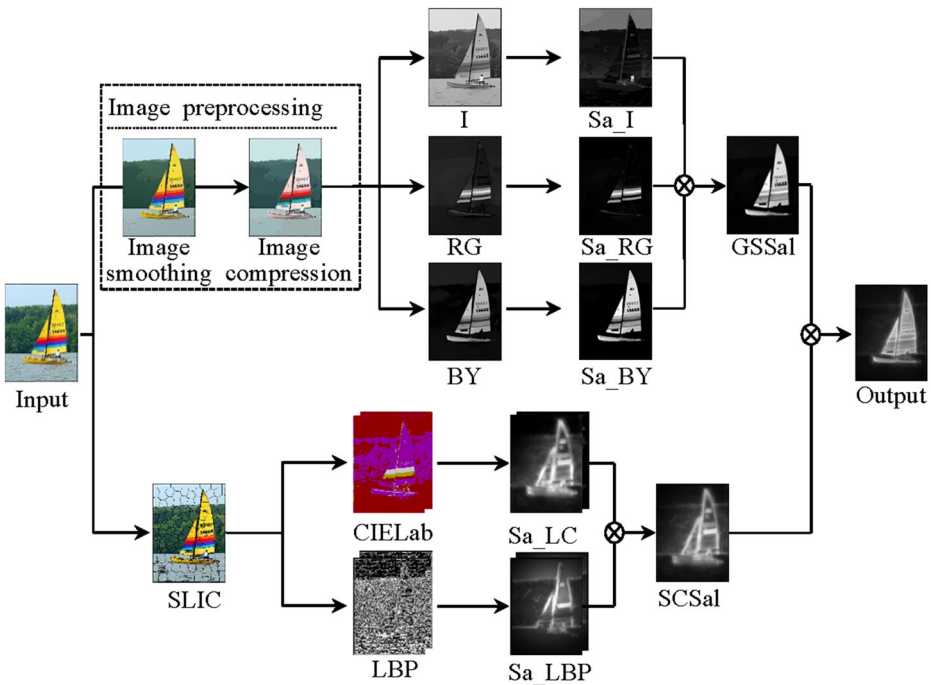 Image preprocessing
I
Sa_I
Image smoothing
Image compression
RG
Sa_RG
GSSal
BY
Sa_BY
Input
Output
CIELab
Sa_LC
SLIC
SCSal
LBP
Sa_LBP